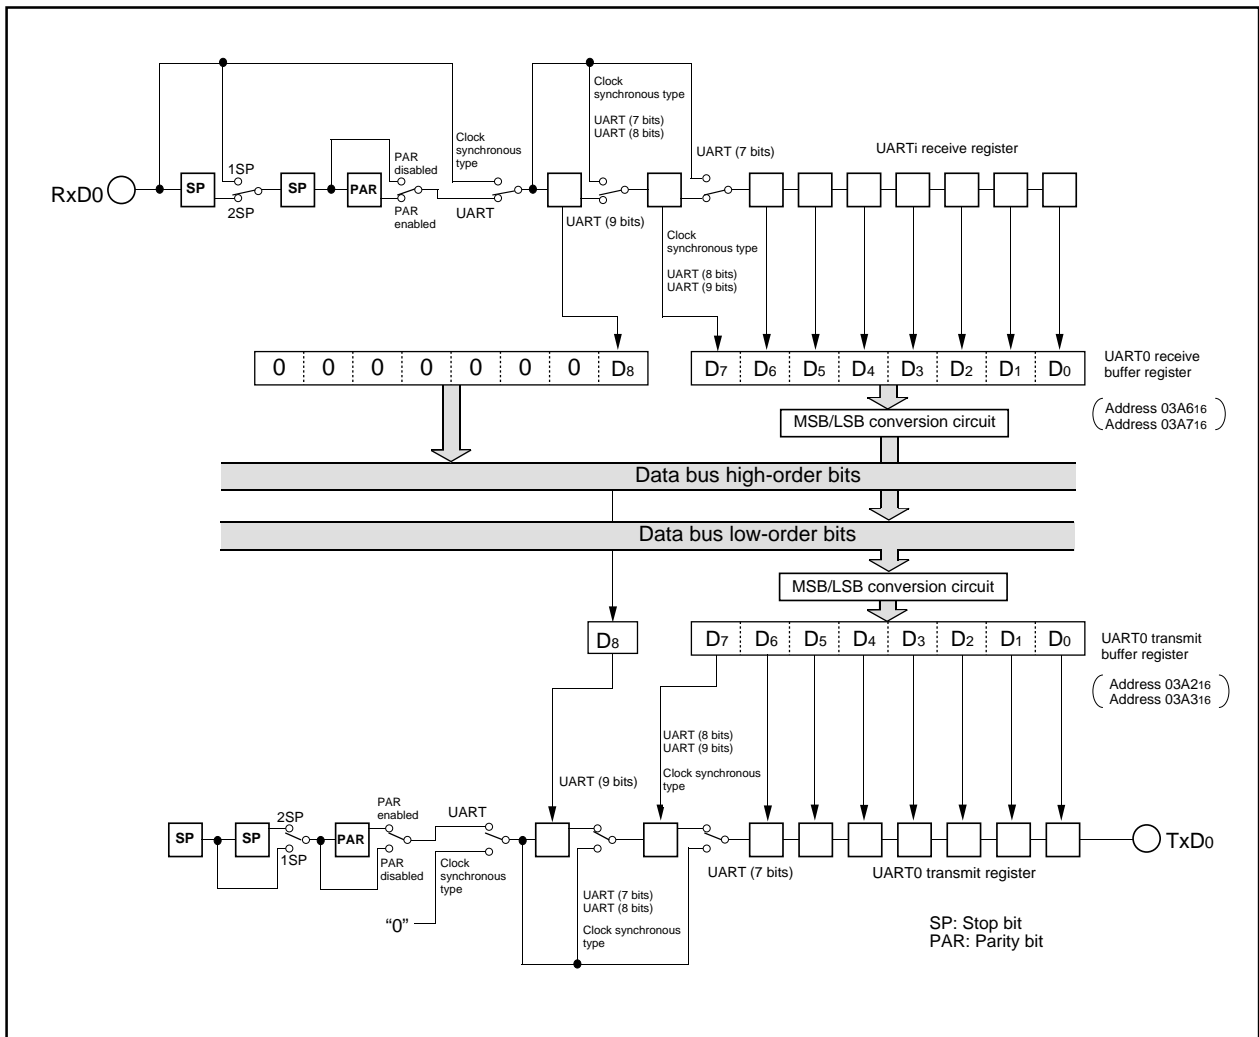 Clock
synchronous type
UART (7 bits)
UART (8 bits)
Clock
synchronous
type
PAR
disabled
UART (7 bits)
UARTi receive register
1SP
RxD0
SP
SP
PAR
2SP
PAR
enabled
UART
UART (9 bits)
Clock
synchronous type
UART (8 bits)
UART (9 bits)
0 0 0 0 0 0 0 D8
D7 D6 D5 D4 D3 D2 D1 D0
UART0 receive
buffer register
Address 03A616
Address 03A716
MSB/LSB conversion circuit
Data bus high-order bits
Data bus low-order bits
MSB/LSB conversion circuit
D8
D7 D6 D5 D4 D3 D2 D1 D0
UART0 transmit
buffer register
Address 03A216
Address 03A316
UART (8 bits)
UART (9 bits)
Clock synchronous
type
UART (9 bits)
PAR
enabled
UART
2SP
SP
SP
PAR
1SP
PAR
disabled
Clock
synchronous
type
“0”
UART (7 bits)
UART (8 bits)
Clock synchronous
type
UART (7 bits)
UART0 transmit register
TxD0
SP: Stop bit
PAR: Parity bit